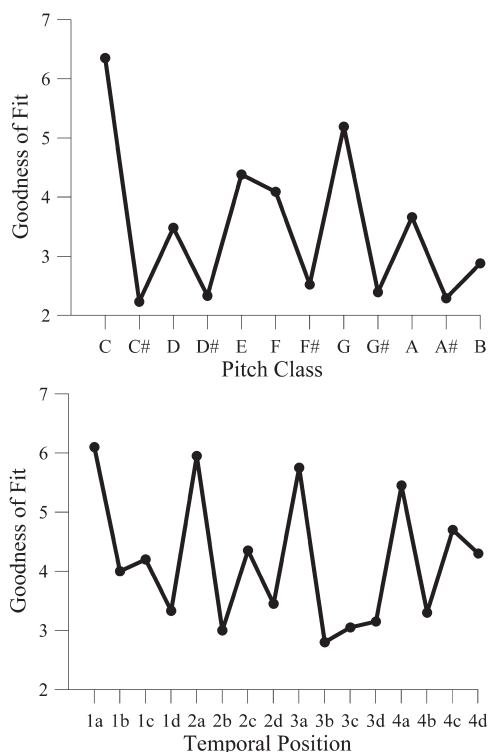 7
6
5
4
3
2
Goodness of Fit
C C# D D# E F F# G G# A A# B
Pitch Class
7
6
5
4
3
2
Goodness of Fit
1a 1b 1c 1d 2a 2b 2c 2d 3a 3b 3c 3d 4a 4b 4c 4d
Temporal Position